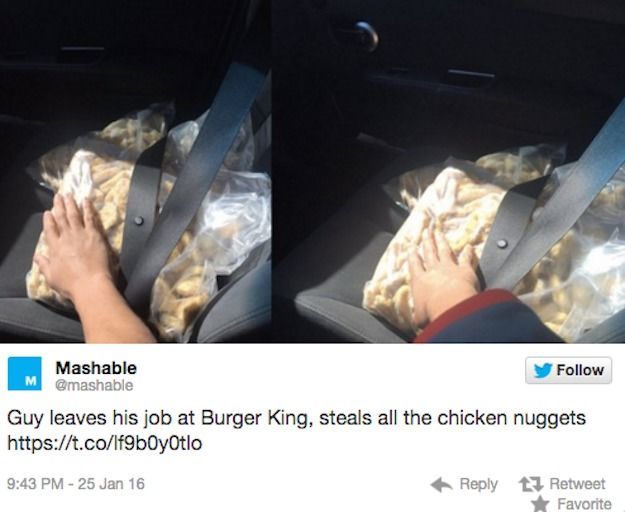 M
Mashable
@mashable
Follow
Guy leaves his job at Burger King, steals all the chicken nuggets
https://t.co/lf9b0y0tlo
9:43 PM - 25 Jan 16
Reply
Retweet
Favorite